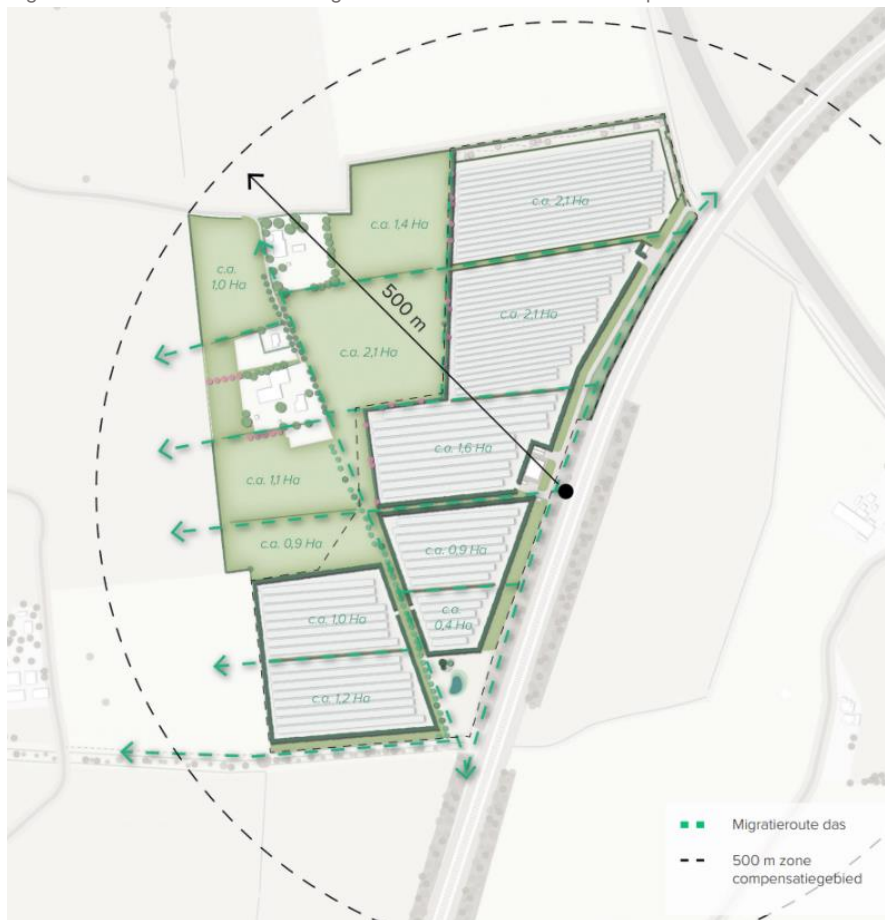 c.a. 2,1 Ha
c.a. 1,4 Ha
c.a.
1,0 Ha
500 m
c.a. 2,1 Ha
c.a. 2,1 Ha
c.a. 1,6 Ha
c.a. 1,1 Ha
c.a. 0,9 Ha
c.a. 0,9 Ha
c.a.
0,4 Ha
c.a. 1,0 Ha
c.a. 1,2 Ha
Migratieroute das
500 m zone
compensatiegebied